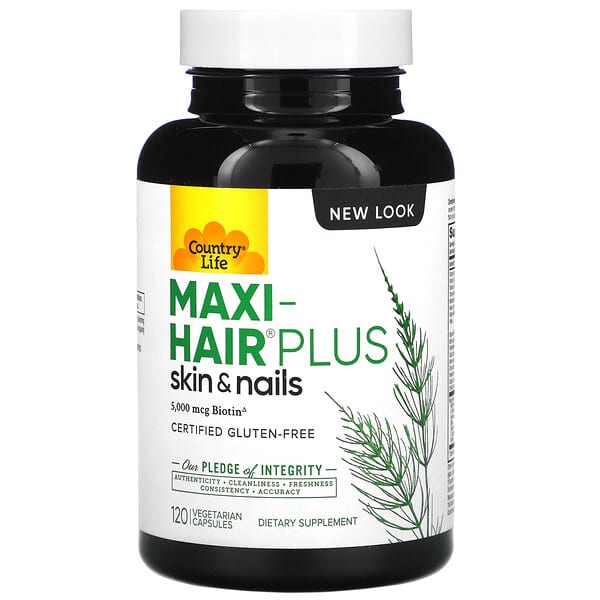 NEW LOOK
Country®
Life
MAXI-
HAIR® PLUS
skin & nails
5,000 mcg Biotin△
CERTIFIED GLUTEN-FREE
Our PLEDGE of INTEGRITY
AUTHENTICITY • CLEANLINESS • FRESHNESS
CONSISTENCY • ACCURACY
120 VEGETARIAN
CAPSULES
DIETARY SUPPLEMENT